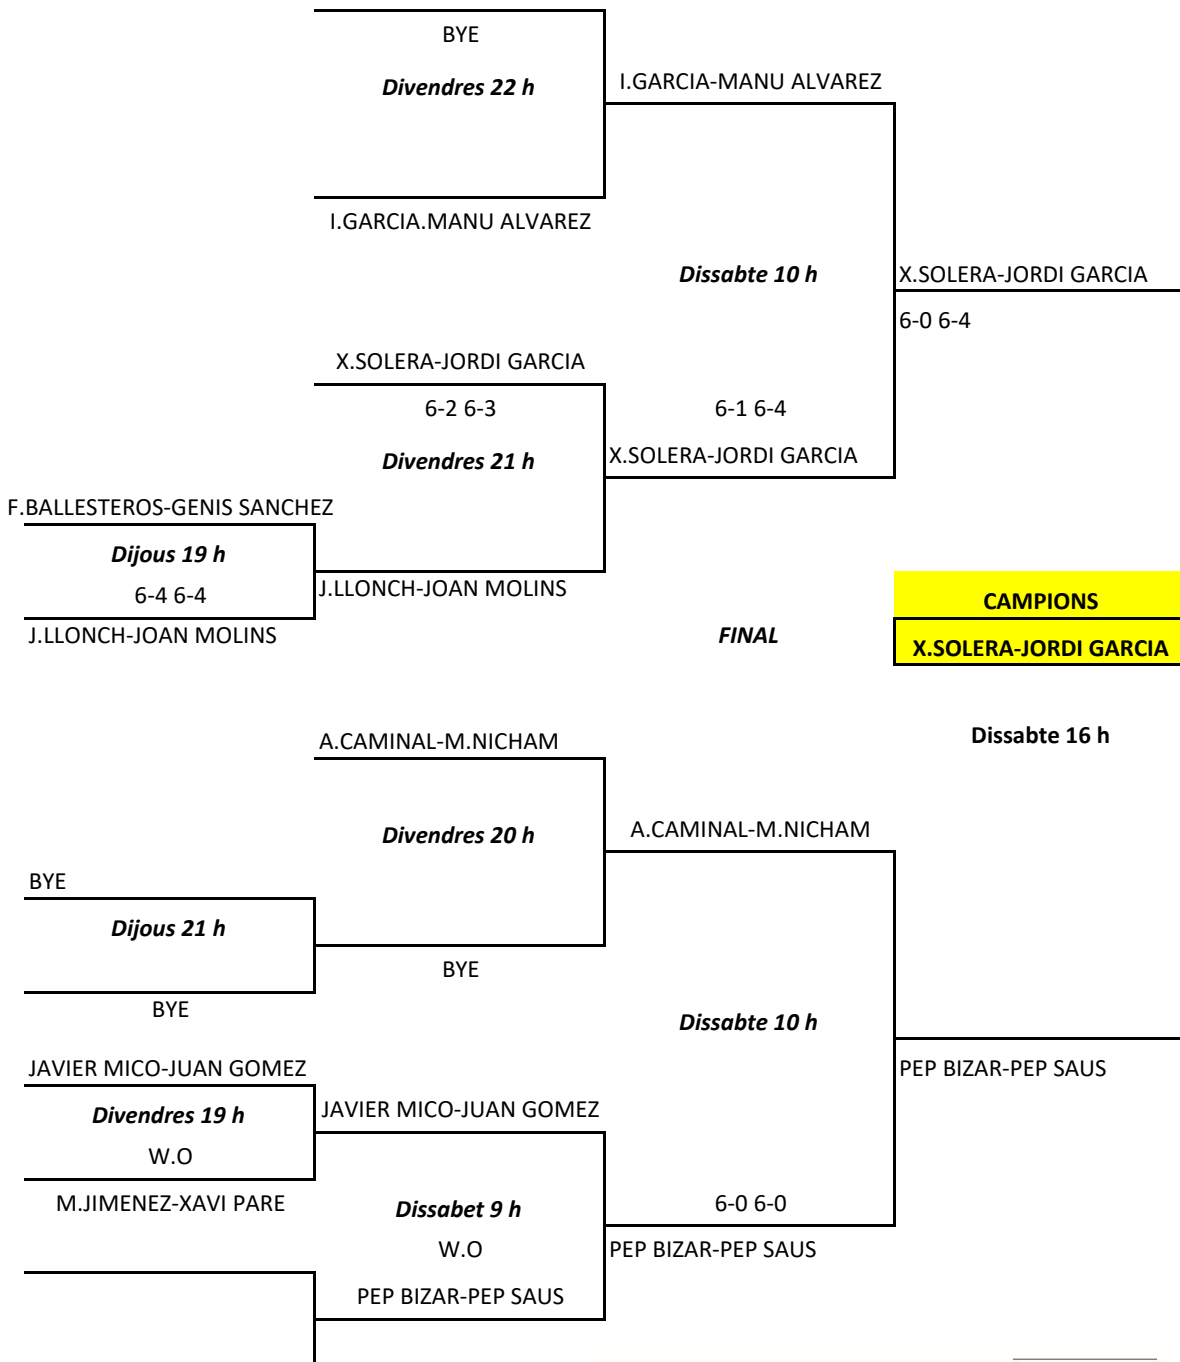 BYE
Divendres 22 h
I.GARCIA-MANU ALVAREZ
I.GARCIA.MANU ALVAREZ
Dissabte 10 h
X.SOLERA-JORDI GARCIA
6-0 6-4
X.SOLERA-JORDI GARCIA
6-2 6-3
6-1 6-4
Divendres 21 h
X.SOLERA-JORDI GARCIA
F.BALLESTEROS-GENIS SANCHEZ
Dijous 19 h
6-4 6-4
J.LLONCH-JOAN MOLINS
CAMPIONS
J.LLONCH-JOAN MOLINS
FINAL
X.SOLERA-JORDI GARCIA
A.CAMINAL-M.NICHAM
Dissabte 16 h
Divendres 20 h
A.CAMINAL-M.NICHAM
BYE
Dijous 21 h
BYE
BYE
Dissabte 10 h
JAVIER MICO-JUAN GOMEZ
PEP BIZAR-PEP SAUS
Divendres 19 h
JAVIER MICO-JUAN GOMEZ
W.O
M.JIMENEZ-XAVI PARE
Dissabet 9 h
6-0 6-0
W.O
PEP BIZAR-PEP SAUS
PEP BIZAR-PEP SAUS